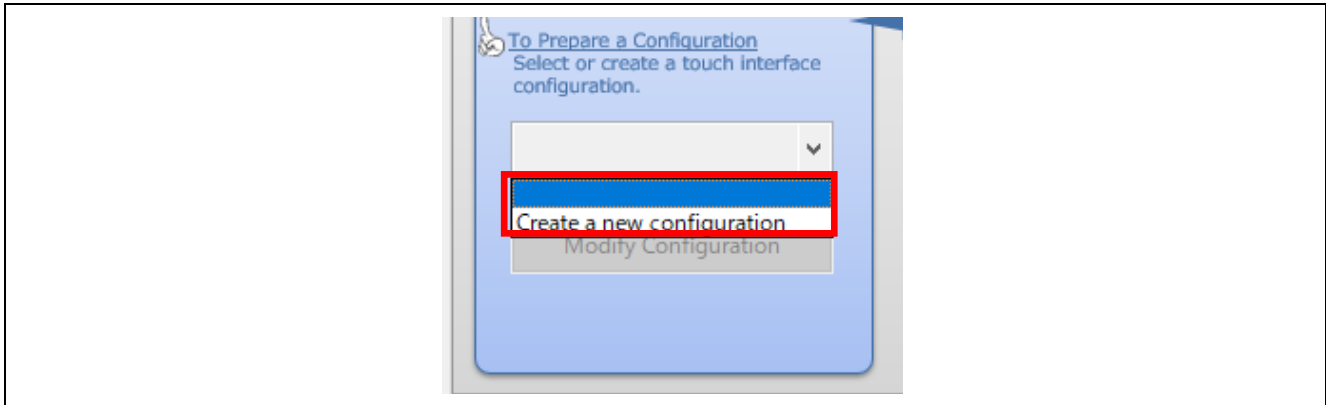 To Prepare a Configuration
Select or create a touch interface
configuration.
Create a new configuration
Modify Configuration